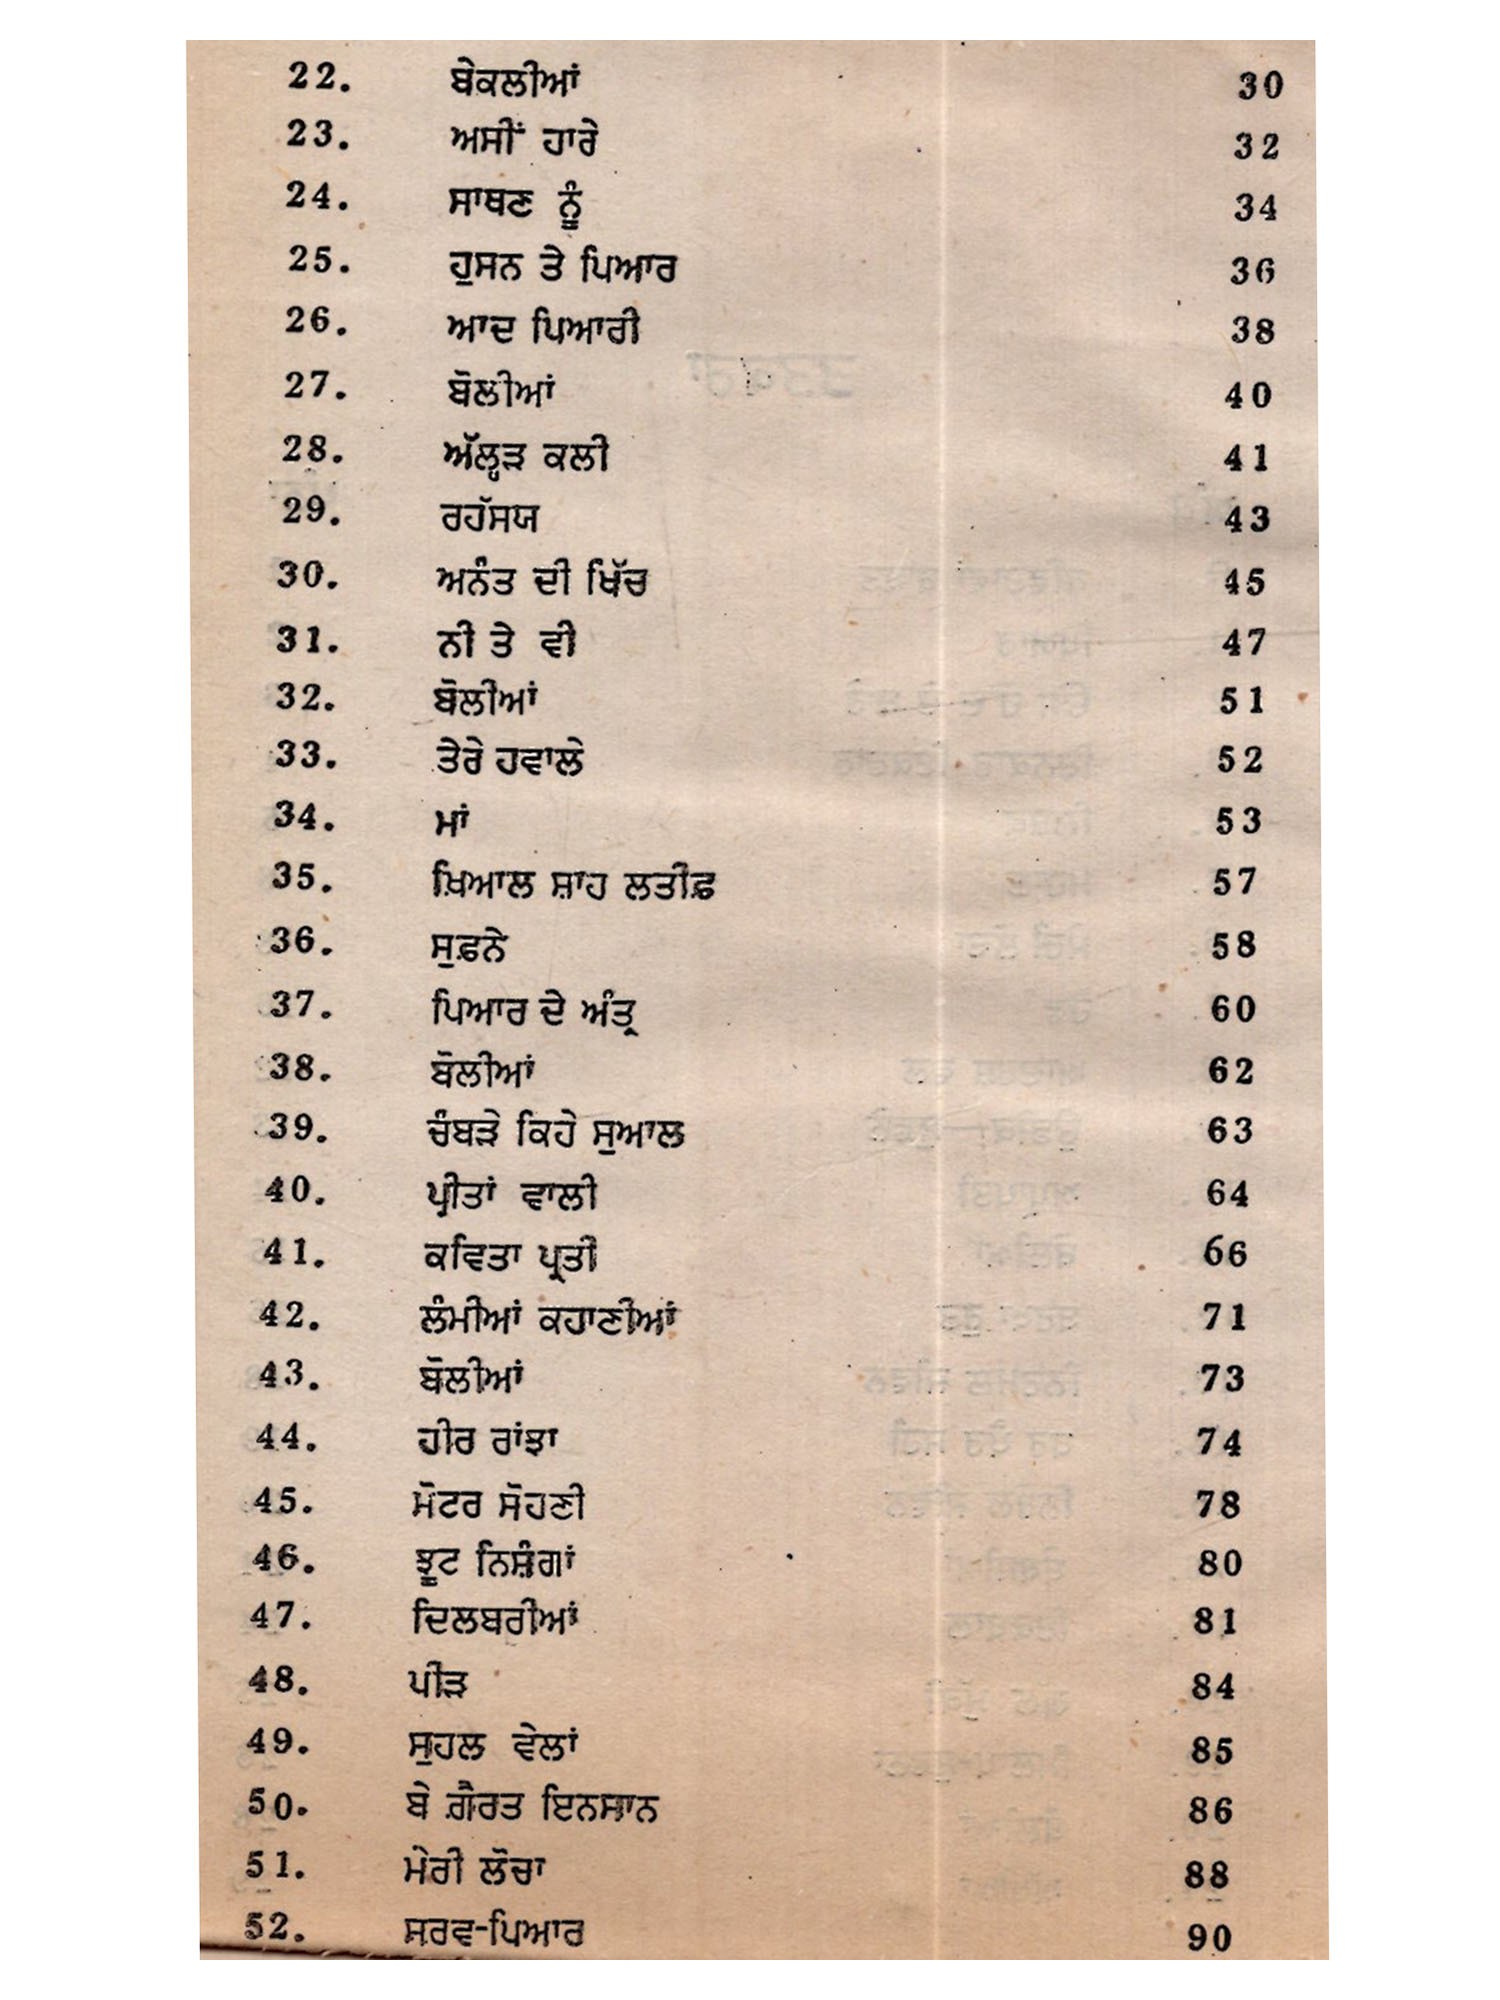 22. ਬੇਕਲੀਆਂ 30
23. ਅਸੀਂ ਹਾਰੇ 32
24. ਸਾਥਣ ਨੂੰ 34
25. ਹੁਸਨ ਤੇ ਪਿਆਰ 36
26. ਆਦ ਪਿਆਰੀ 38
27. ਬੋਲੀਆਂ 40
28. ਅੱਲ੍ਹੜ ਕਲੀ 41
29. ਰਹੱਸਯ 43
30. ਅਨੰਤ ਦੀ ਖਿੱਚ 45
31. ਨੀ ਤੇ ਵੀ 47
32. ਬੋਲੀਆਂ 51
33. ਤੇਰੇ ਹਵਾਲੇ 52
34. ਮਾਂ 53
35. ਖ਼ਿਆਲ ਸ਼ਾਹ ਲਤੀਫ਼ 57
36. ਸੁਫ਼ਨੇ 58
37. ਪਿਆਰ ਦੇ ਅੰਤ੍ਰ 60
38. ਬੋਲੀਆਂ 62
39. ਚੰਬੜੇ ਕਿਹੇ ਸੁਆਲ 63
40. ਪ੍ਰੀਤਾਂ ਵਾਲੀ 64
41. ਕਵਿਤਾ ਪ੍ਰਤੀ 66
42. ਲੰਮੀਆਂ ਕਹਾਣੀਆਂ 71
43. ਬੋਲੀਆਂ 73
44. ਹੀਰ ਰਾਂਝਾ 74
45. ਮੋਟਰ ਸੋਹਣੀ 78
46. ਝੂਟ ਨਿਸ਼ੰਗਾਂ 80
47. ਦਿਲਬਰੀਆਂ 81
48. ਪੀੜ 84
49. ਸੁਹਲ ਵੇਲਾਂ 85
50. ਬੇ ਗ਼ੈਰਤ ਇਨਸਾਨ 86
51. ਮੇਰੀ ਲੋਚਾ 88
52. ਸਰਵ-ਪਿਆਰ 90